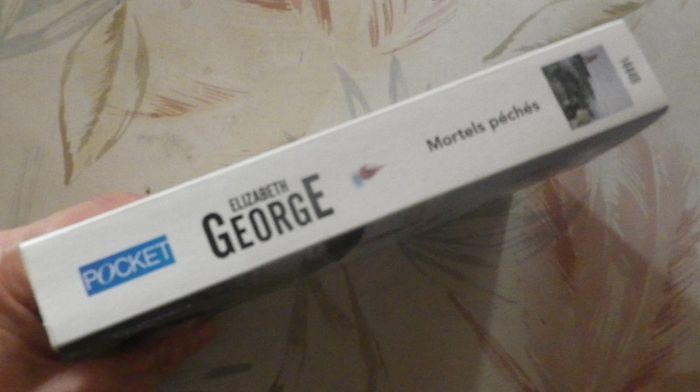 POCKET
ELIZABETH
GEORGE
Mortels péchés